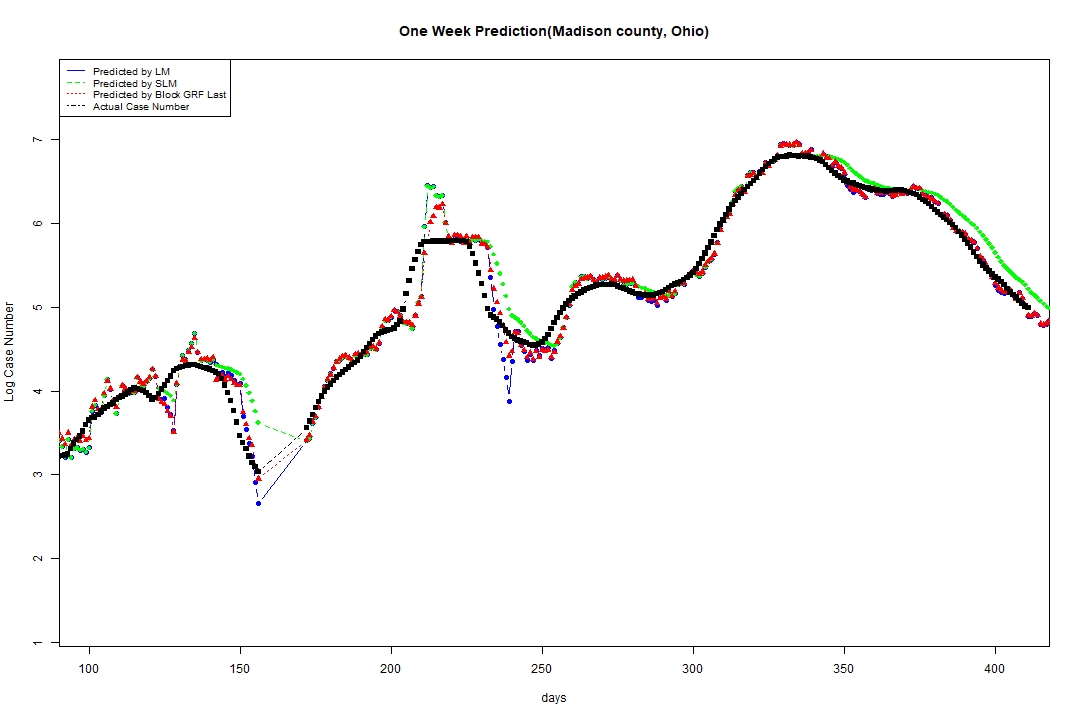 One Week Prediction(Madison county, Ohio)
Predicted by LM
Predicted by SLM
Predicted by Block GRF Last
Actual Case Number
7
6
5
4
3
2
1
Log Case Number
100 150 200 250 300 350 400
days